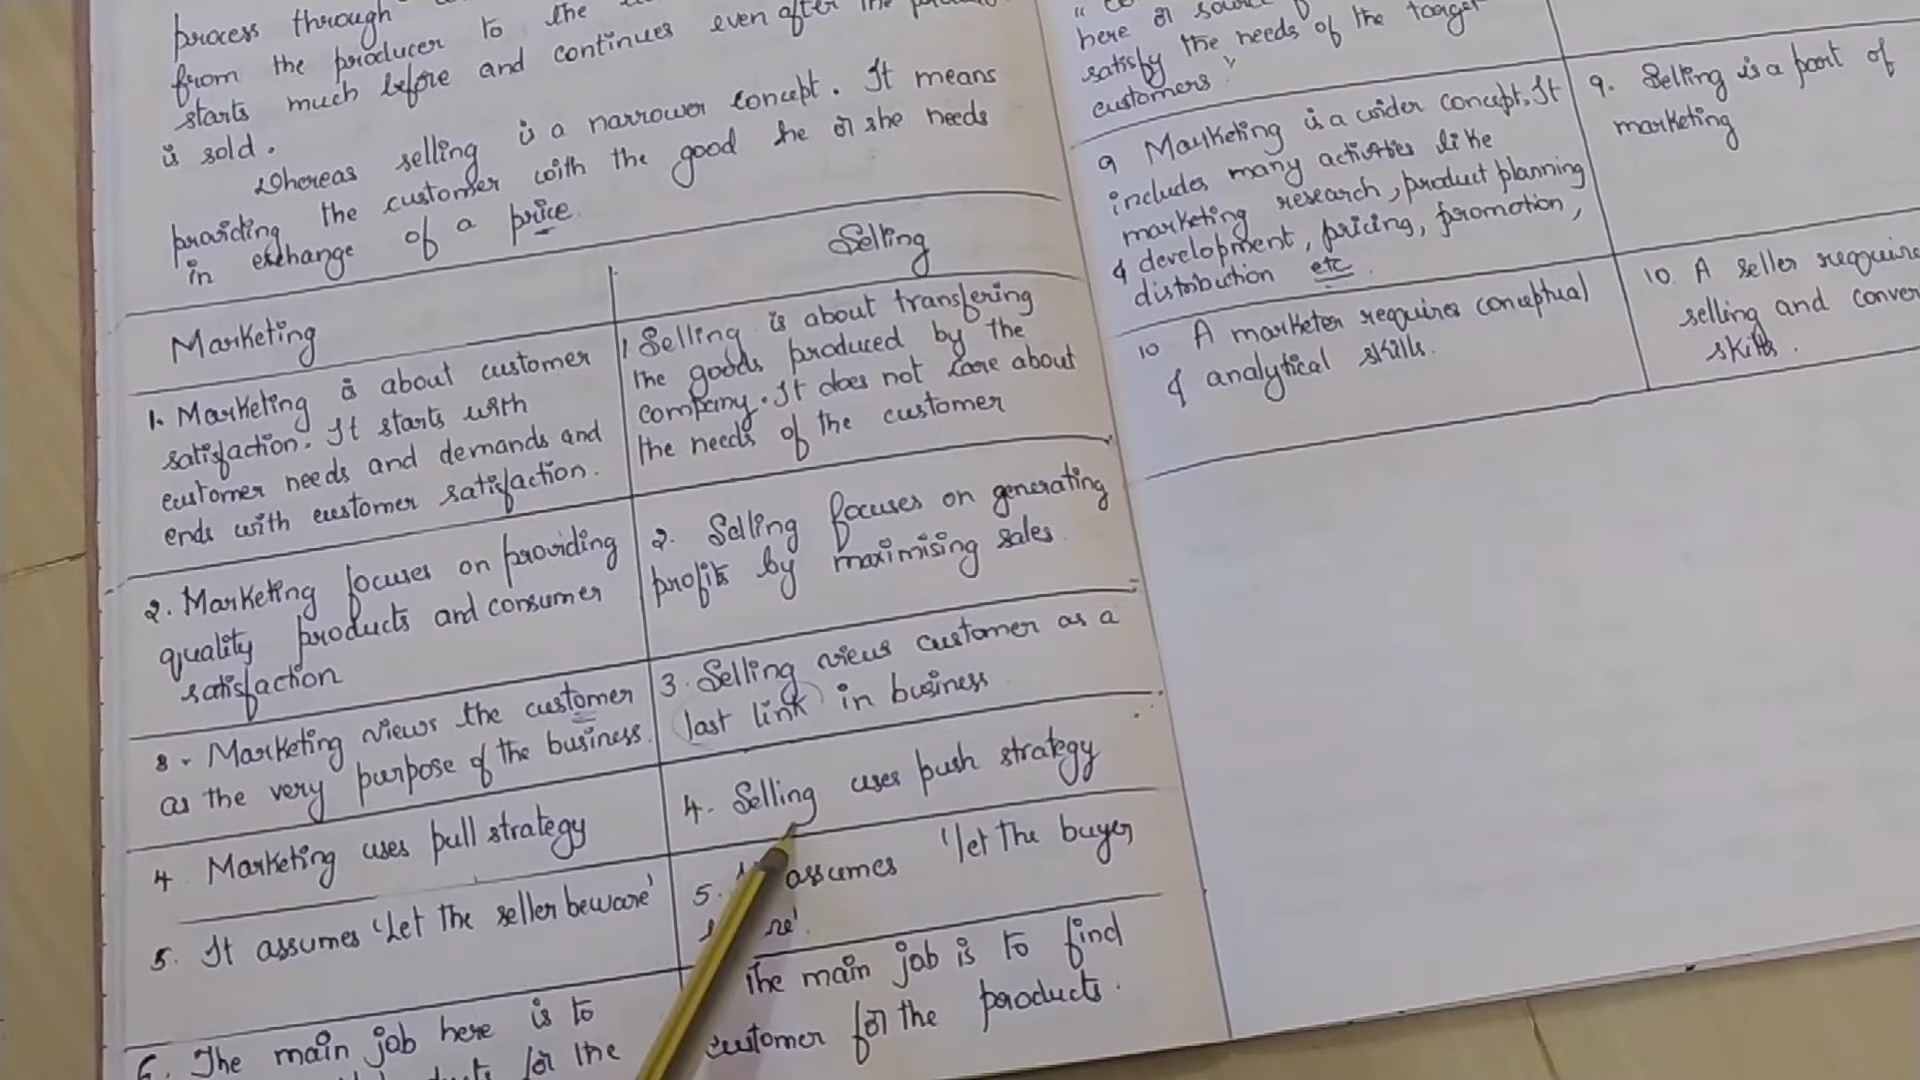 process through
from the producer to the
starts much before and continues even after the
is sold.
Whereas selling is a narrower concept. It means
providing the customer with the good he or she needs
in exchange of a price.
Marketing
Selling
1. Marketing is about customer
satisfaction. It starts with
customer needs and demands and
ends with customer satisfaction.
1 Selling is about transfering
the goods produced by the
company. It does not care about
the needs of the customer
2. Marketing focuses on providing
quality products and consumer
satisfaction
2. Selling focuses on generating
profits by maximising sales
3. Marketing views the customer
as the very purpose of the business.
3. Selling views customer as a
last link in business
4 Marketing uses pull strategy
4. Selling uses push strategy
5. It assumes 'Let the seller beware'
5. assumes 'let the buyer
6. The main job here is to
for the
The main job is to find
customer for the products.
here or
satisfy the needs of the target
customers"
9 Marketing is a wider concept. It
includes many activities like
marketing research, product planning
& development, pricing, promotion,
distribution etc.
9. Selling is a part of
marketing
10 A marketer requires conceptual
& analytical skills.
10. A seller requires
selling and
skills.